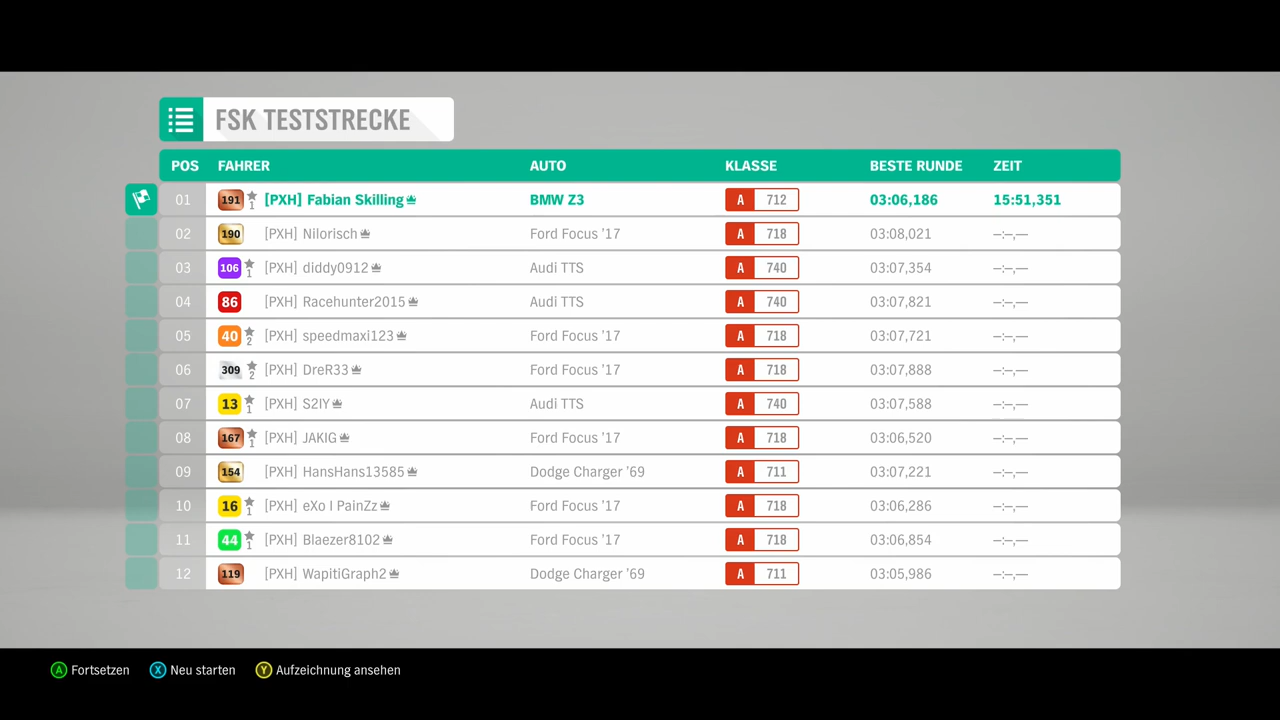 FSK TESTSTRECKE
POS FAHRER AUTO KLASSE BESTE RUNDE ZEIT
01 191 1 [PXH] Fabian Skilling BMW Z3 A 712 03:06,186 15:51,351
02 190 [PXH] Nilorisch Ford Focus '17 A 718 03:08,021 --:--,---
03 106 1 [PXH] diddy0912 Audi TTS A 740 03:07,354 --:--,---
04 86 [PXH] Racehunter2015 Audi TTS A 740 03:07,821 --:--,---
05 40 2 [PXH] speedmaxi123 Ford Focus '17 A 718 03:07,721 --:--,---
06 309 2 [PXH] DreR33 Ford Focus '17 A 718 03:07,888 --:--,---
07 13 1 [PXH] S2lY Audi TTS A 740 03:07,588 --:--,---
08 167 1 [PXH] JAKIG Ford Focus '17 A 718 03:06,520 --:--,---
09 154 [PXH] HansHans13585 Dodge Charger '69 A 711 03:07,221 --:--,---
10 16 1 [PXH] eXo I PainZz Ford Focus '17 A 718 03:06,286 --:--,---
11 44 1 [PXH] Blaezer8102 Ford Focus '17 A 718 03:06,854 --:--,---
12 119 [PXH] WapitiGraph2 Dodge Charger '69 A 711 03:05,986 --:--,---
A Fortsetzen X Neu starten Y Aufzeichnung ansehen